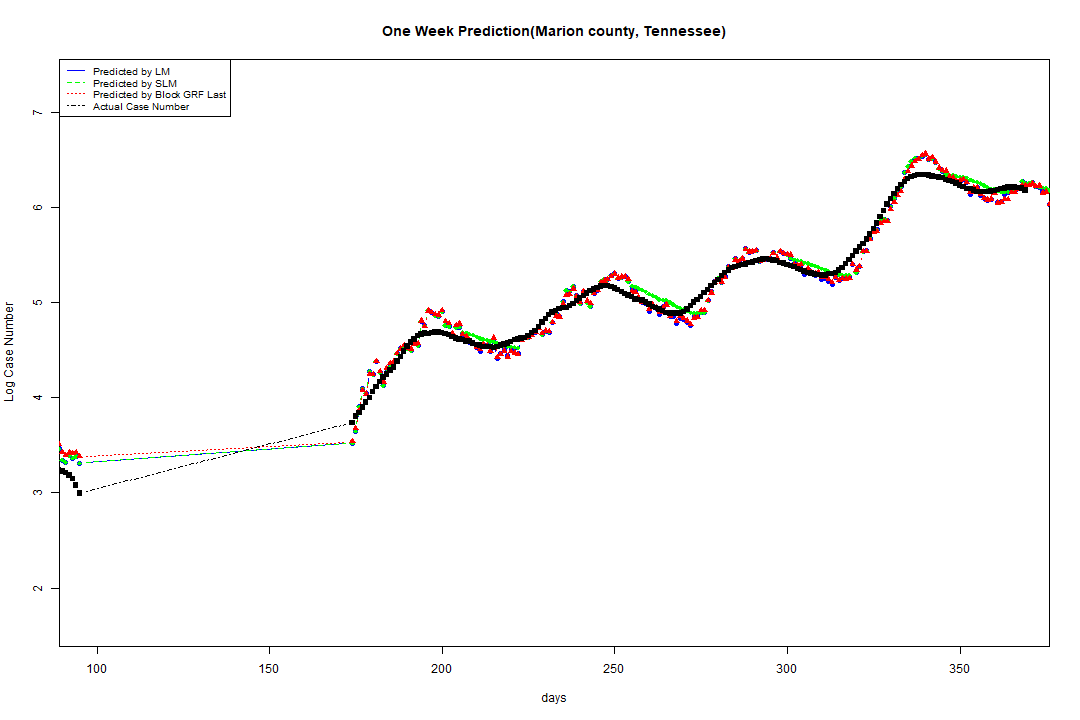 One Week Prediction(Marion county, Tennessee)
Predicted by LM
Predicted by SLM
Predicted by Block GRF Last
Actual Case Number
7
6
5
4
3
2
Log Case Number
100 150 200 250 300 350
days